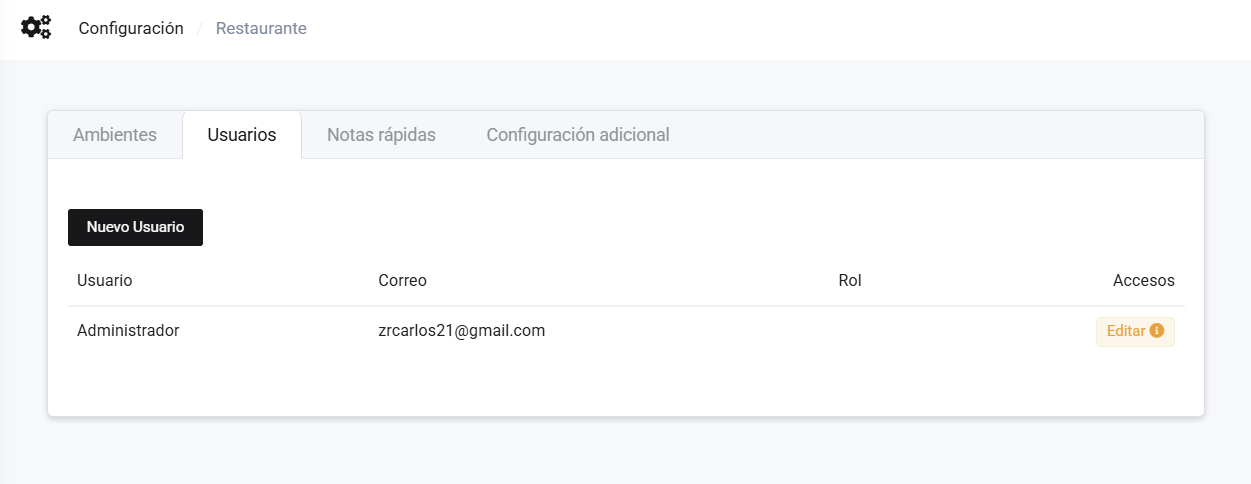 Configuración / Restaurante
Ambientes Usuarios Notas rápidas Configuración adicional
Nuevo Usuario
Usuario Correo Rol Accesos
Administrador zrcarlos21@gmail.com Editar